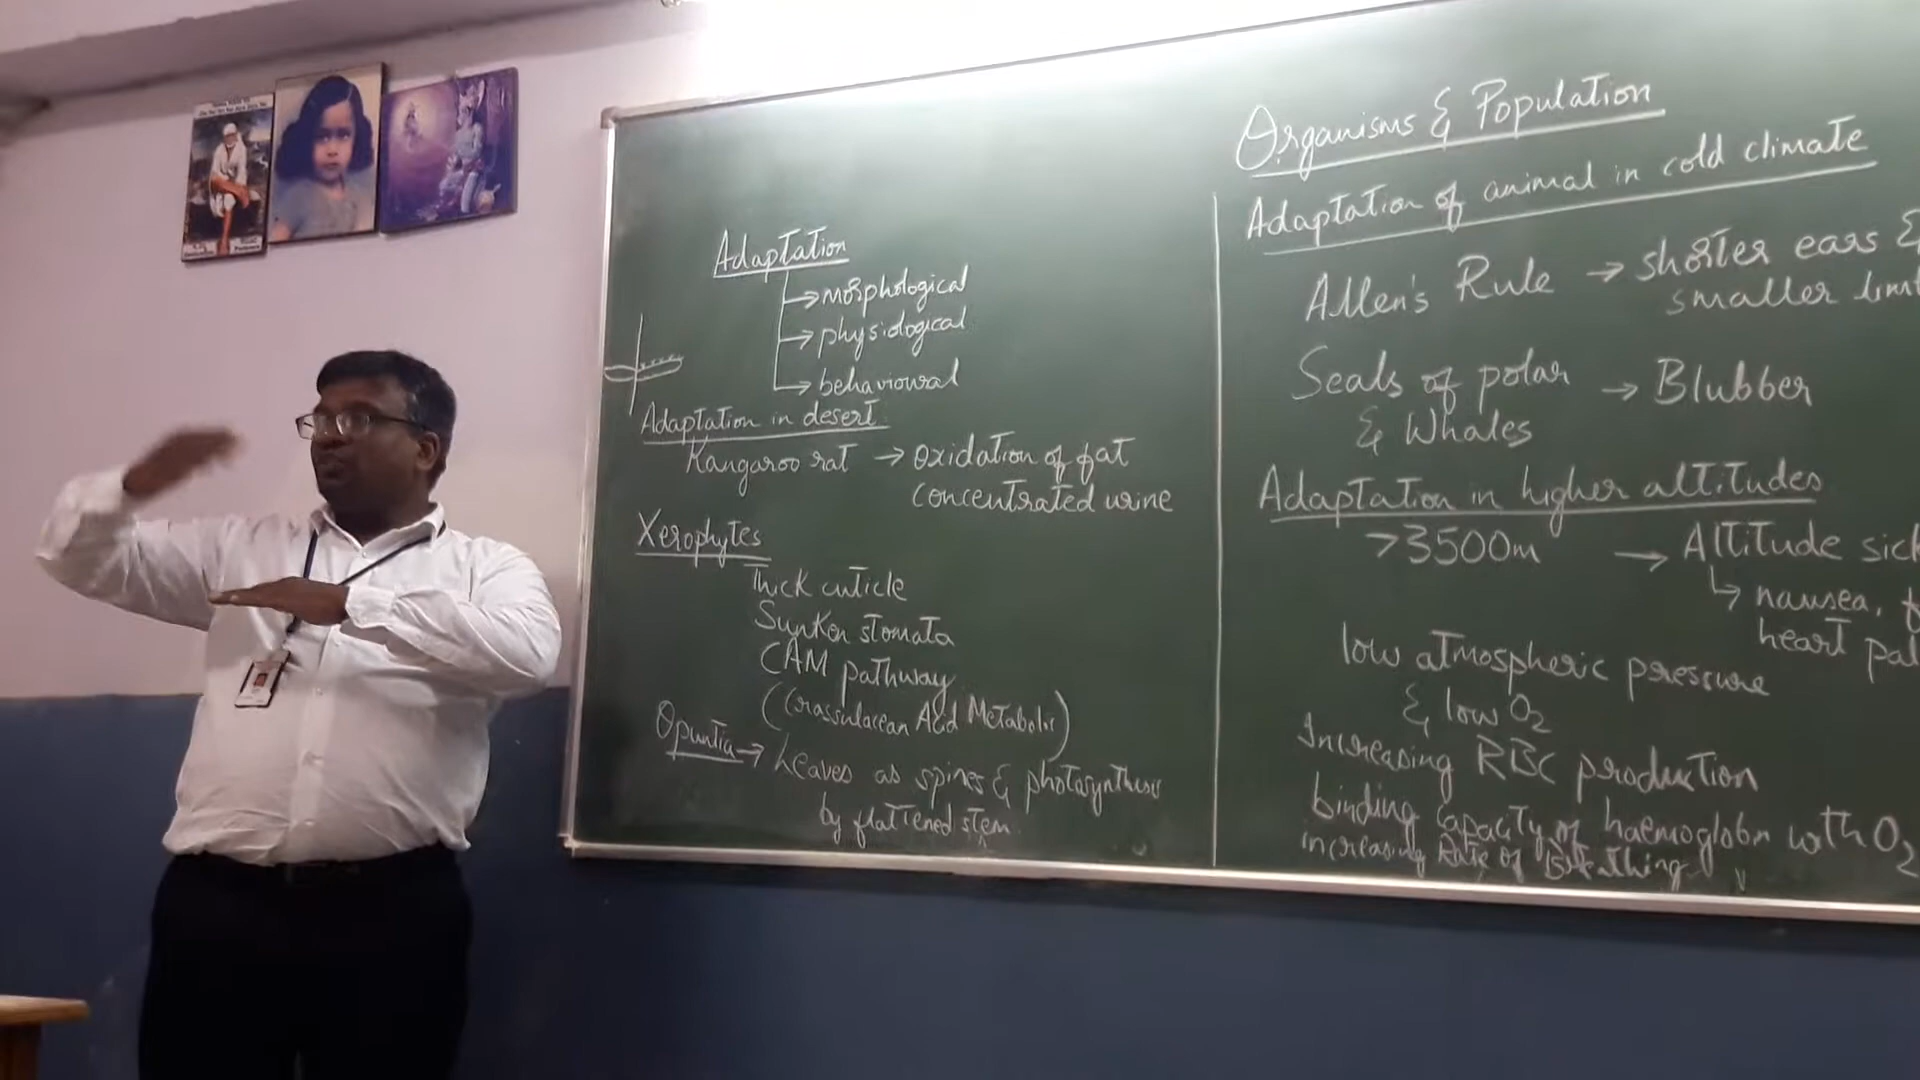 Adaptation
→ morphological
→ physiological
→ behavioural
Adaptation in desert
Kangaroo rat → oxidation of fat
concentrated urine
Xerophytes
Thick cuticle
Sunken stomata
CAM pathway
(Crassulacean Acid Metabolis)
Opuntia → Leaves as spines & photosynthesis
by flattened stem
Organisms & Population
Adaptation of animal in cold climate
Allen's Rule → shorter ears &
smaller lim
Seals of polar → Blubber
& Whales
Adaptation in higher altitudes
>3500m → Altitude sick
↳ nausea, f
heart pal
low atmospheric pressure
& low O2
Increasing RBC production
binding capacity of haemoglobin with O2
increasing Rate of Breathing